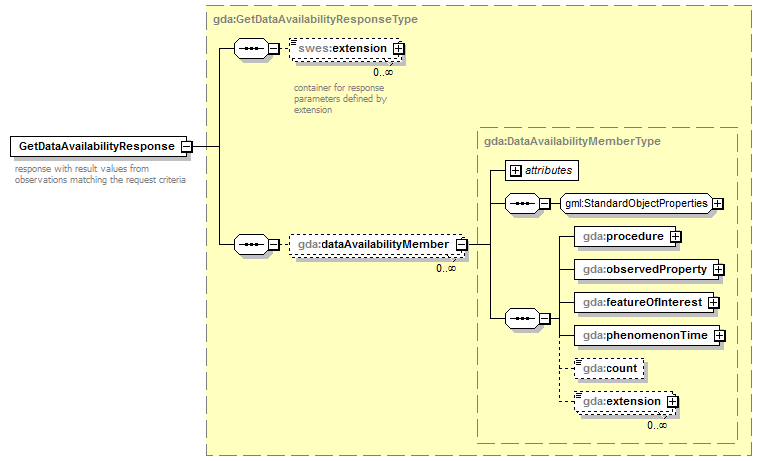 gda:GetDataAvailabilityResponseType
swes:extension
0..∞
container for response
parameters defined by
extension
GetDataAvailabilityResponse
response with result values from
observations matching the request criteria
gda:DataAvailabilityMemberType
attributes
gml:StandardObjectProperties
gda:procedure
gda:dataAvailabilityMember
0..∞
gda:observedProperty
gda:featureOfInterest
gda:phenomenonTime
gda:count
gda:extension
0..∞